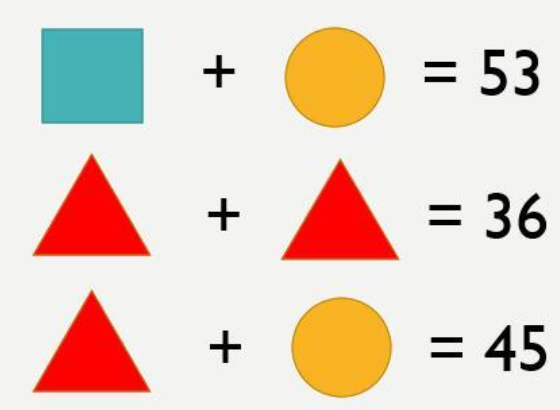 + = 53
+ = 36
+ = 45